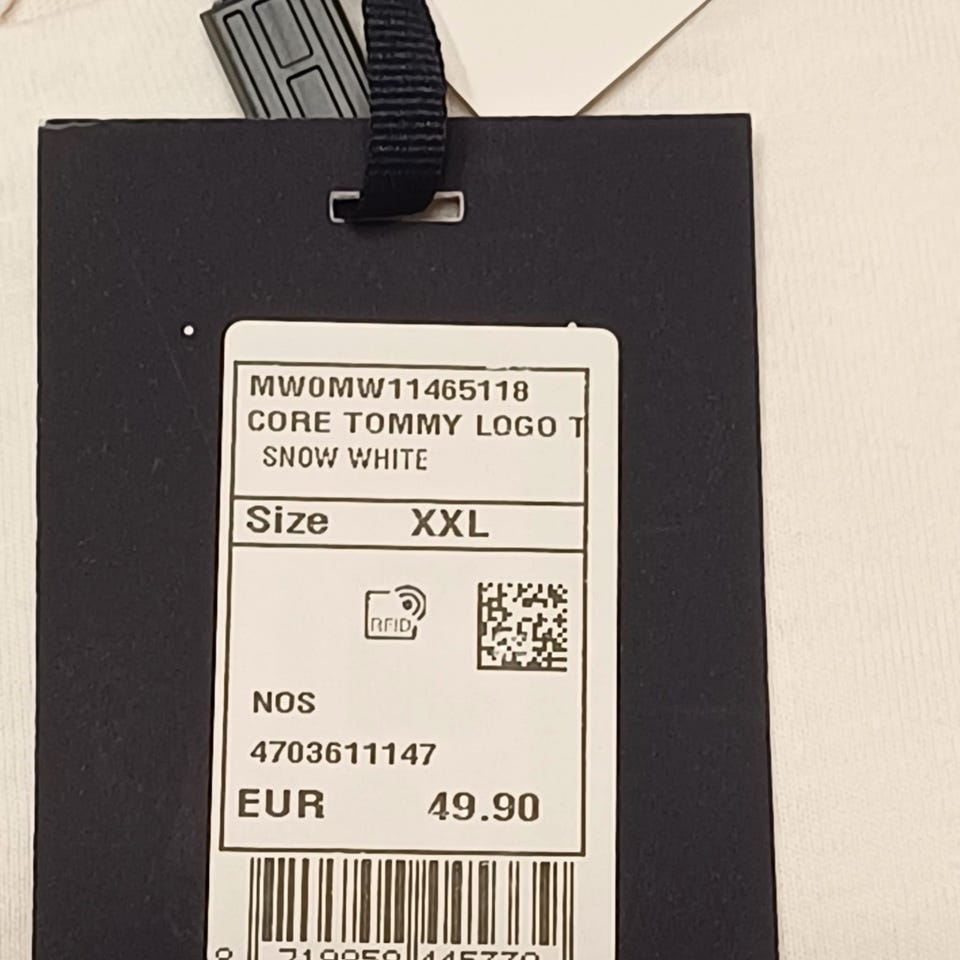 MW0MW11465118
CORE TOMMY LOGO T
SNOW WHITE
Size XXL
RFID
NOS
4703611147
EUR 49.90